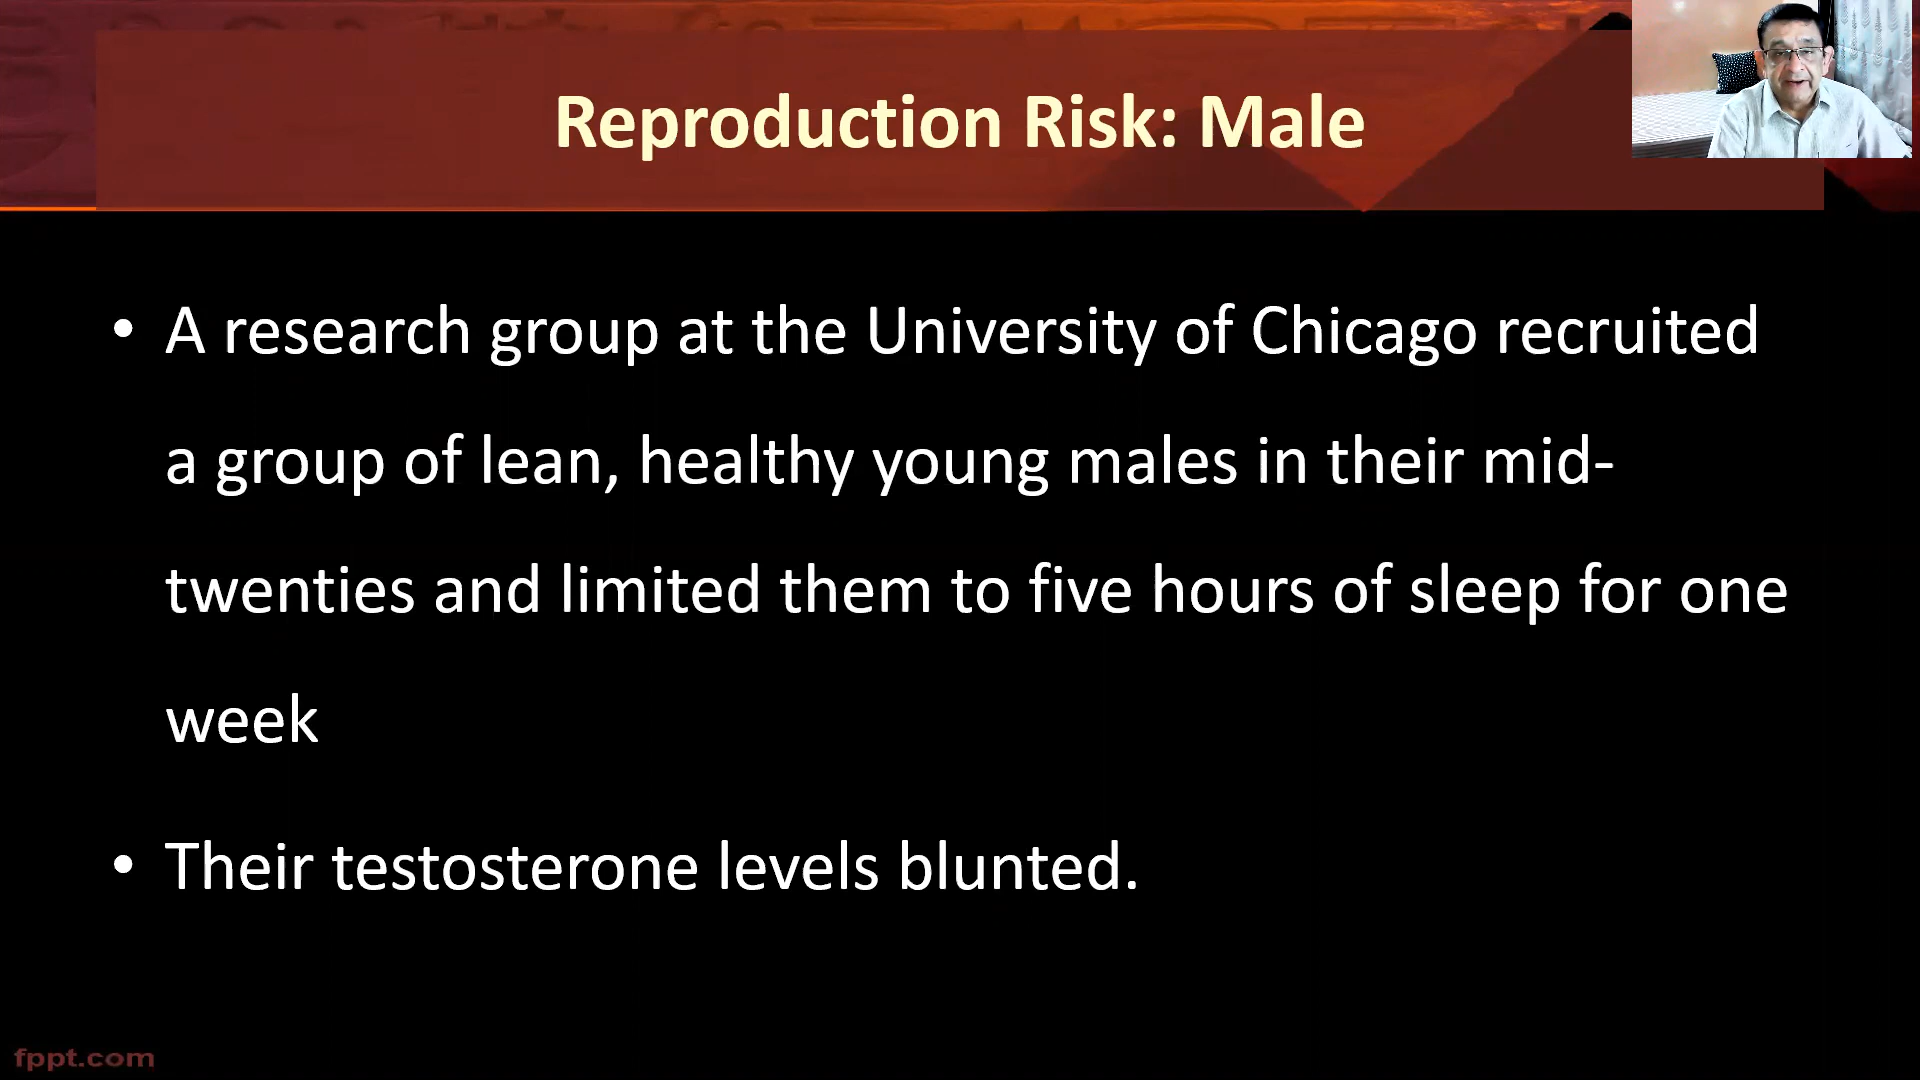 Reproduction Risk: Male
• A research group at the University of Chicago recruited
a group of lean, healthy young males in their mid-
twenties and limited them to five hours of sleep for one
week
• Their testosterone levels blunted.
fppt.com